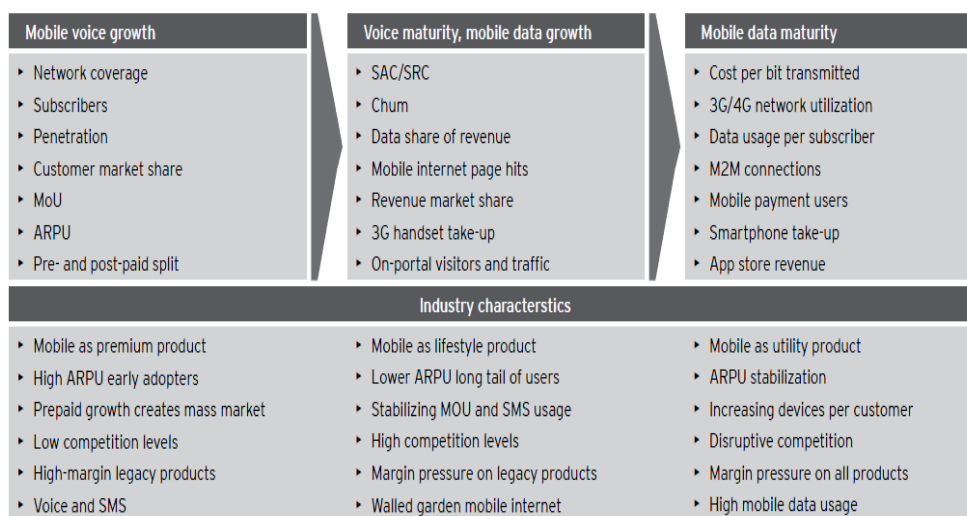 Mobile voice growth
Network coverage
Subscribers
Penetration
Customer market share
MoU
ARPU
Pre- and post-paid split
Voice maturity, mobile data growth
SAC/SRC
Chum
Data share of revenue
Mobile internet page hits
Revenue market share
3G handset take-up
On-portal visitors and traffic
Mobile data maturity
Cost per bit transmitted
3G/4G network utilization
Data usage per subscriber
M2M connections
Mobile payment users
Smartphone take-up
App store revenue
Industry characterstics
Mobile as premium product
High ARPU early adopters
Prepaid growth creates mass market
Low competition levels
High-margin legacy products
Voice and SMS
Mobile as lifestyle product
Lower ARPU long tail of users
Stabilizing MOU and SMS usage
High competition levels
Margin pressure on legacy products
Walled garden mobile internet
Mobile as utility product
ARPU stabilization
Increasing devices per customer
Disruptive competition
Margin pressure on all products
High mobile data usage